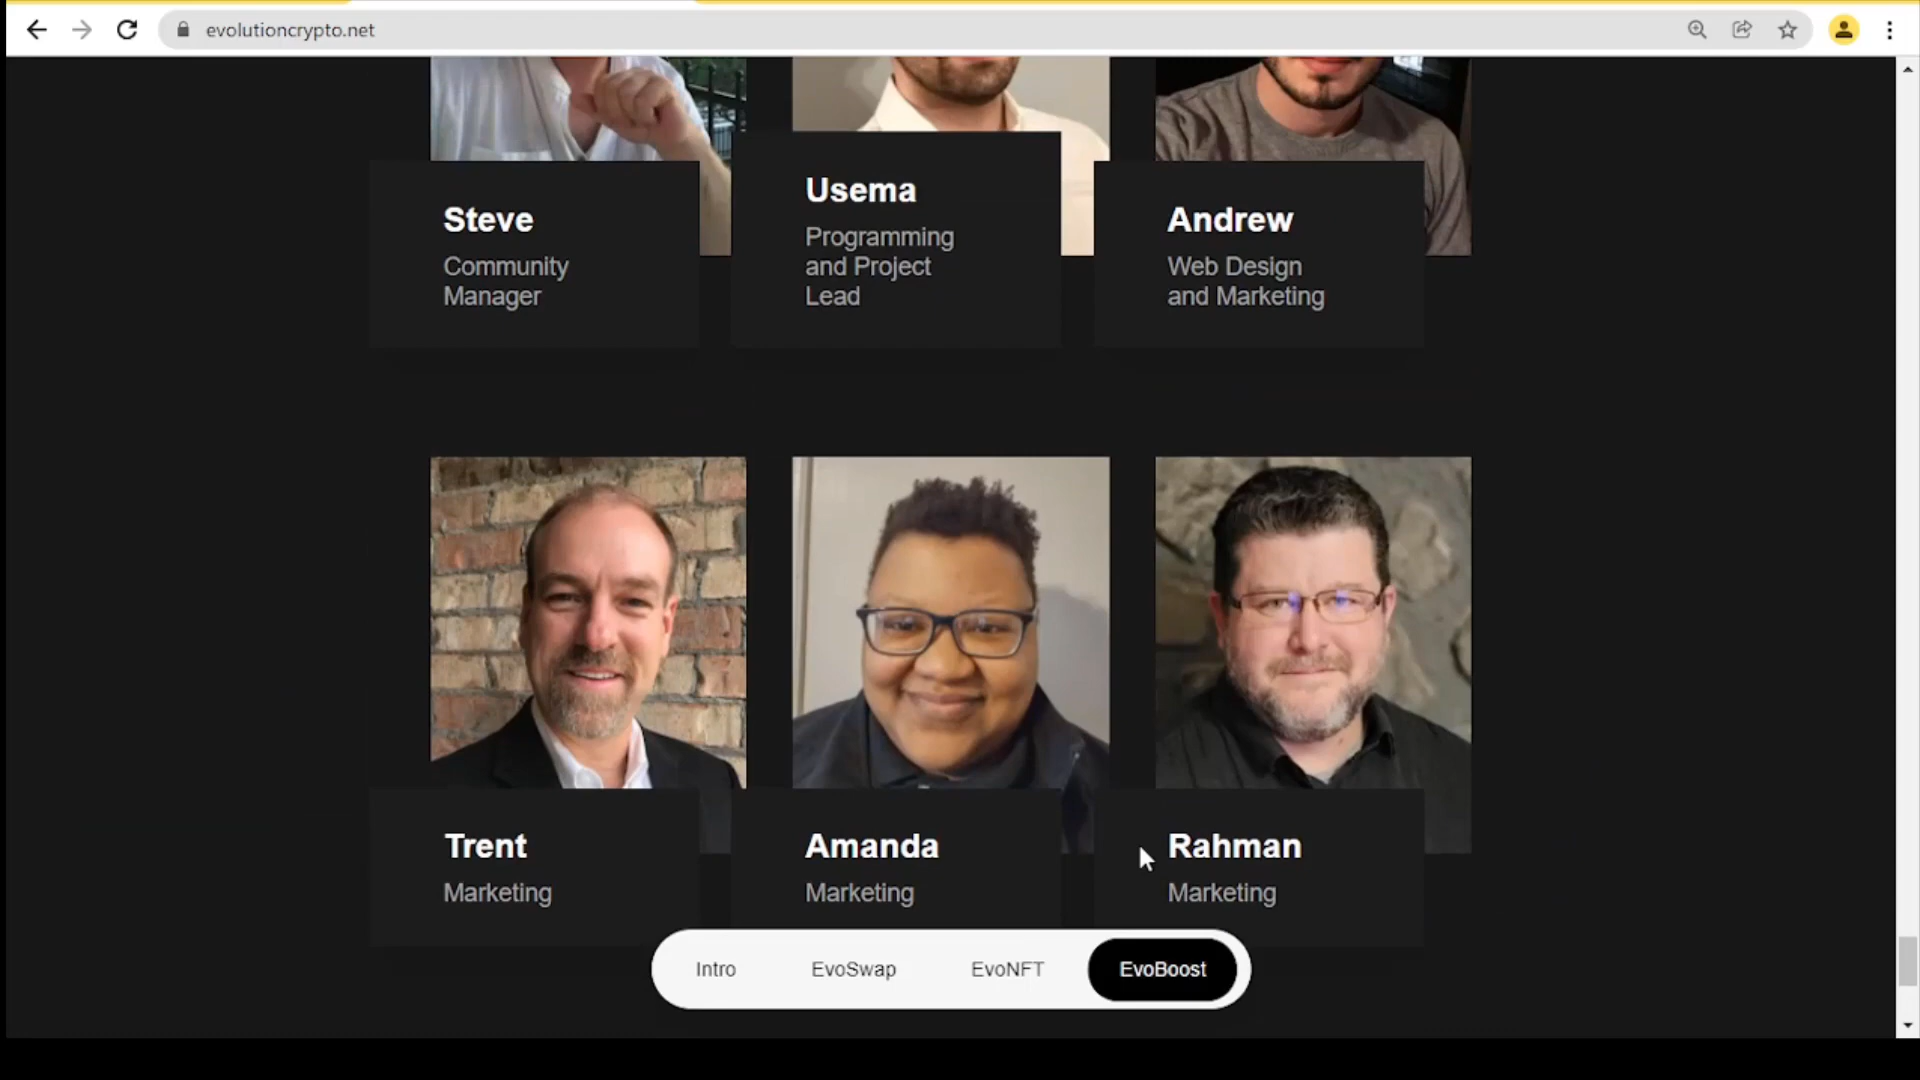 evolutioncrypto.net
Steve
Community
Manager
Usema
Programming
and Project
Lead
Andrew
Web Design
and Marketing
Trent
Marketing
Amanda
Marketing
Rahman
Marketing
Intro
EvoSwap
EvoNFT
EvoBoost